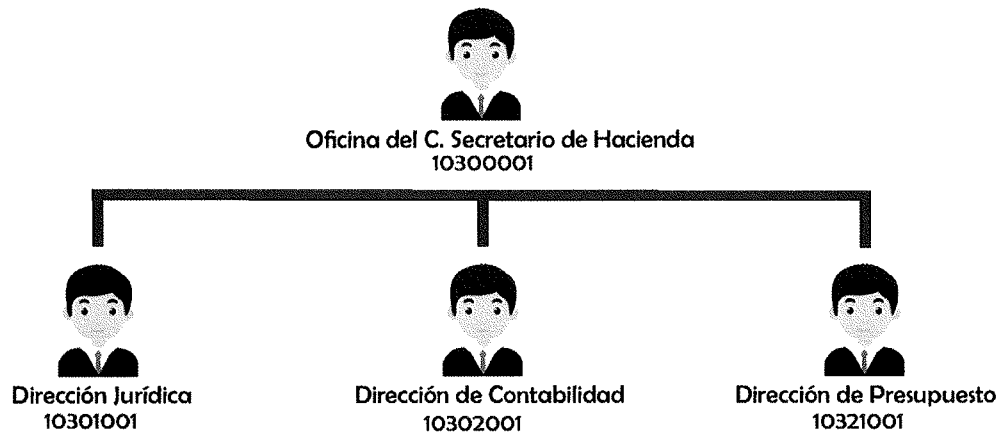 Oficina del C. Secretario de Hacienda
10300001
Dirección Jurídica
10301001
Dirección de Contabilidad
10302001
Dirección de Presupuesto
10321001